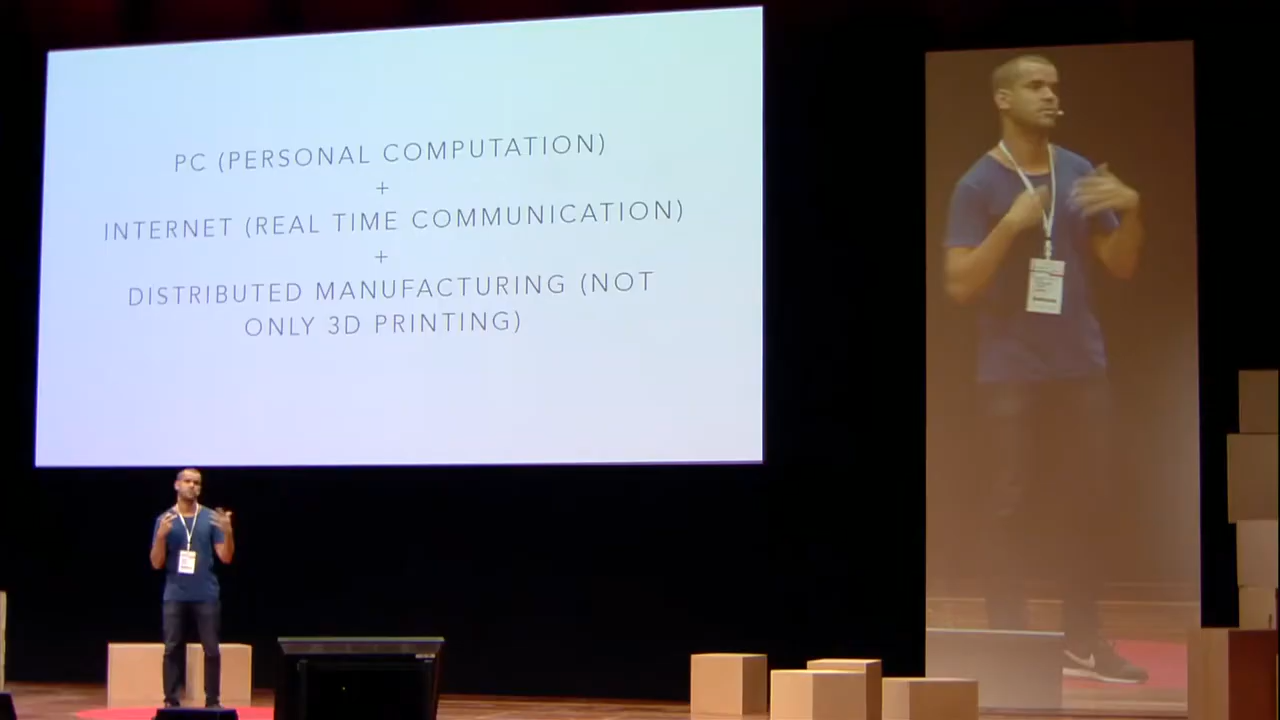 PC (PERSONAL COMPUTATION)
+
INTERNET (REAL TIME COMMUNICATION)
+
DISTRIBUTED MANUFACTURING (NOT
ONLY 3D PRINTING)